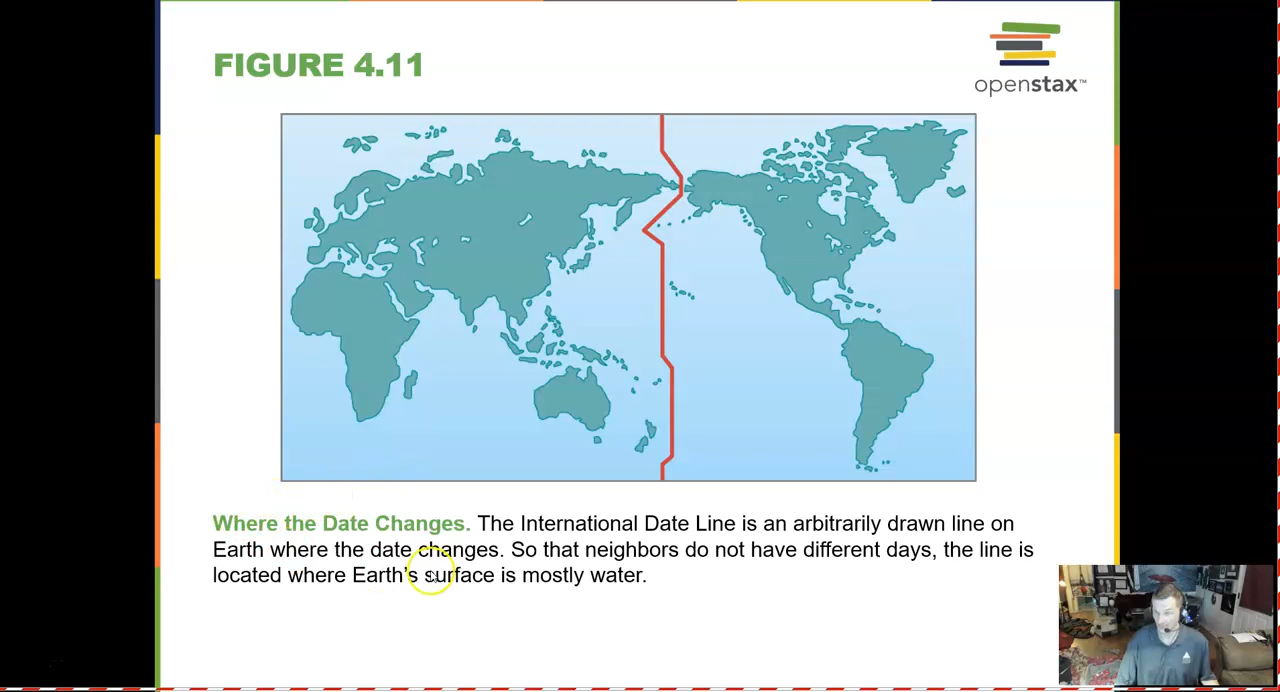 FIGURE 4.11
openstax™
Where the Date Changes. The International Date Line is an arbitrarily drawn line on
Earth where the date changes. So that neighbors do not have different days, the line is
located where Earth's surface is mostly water.